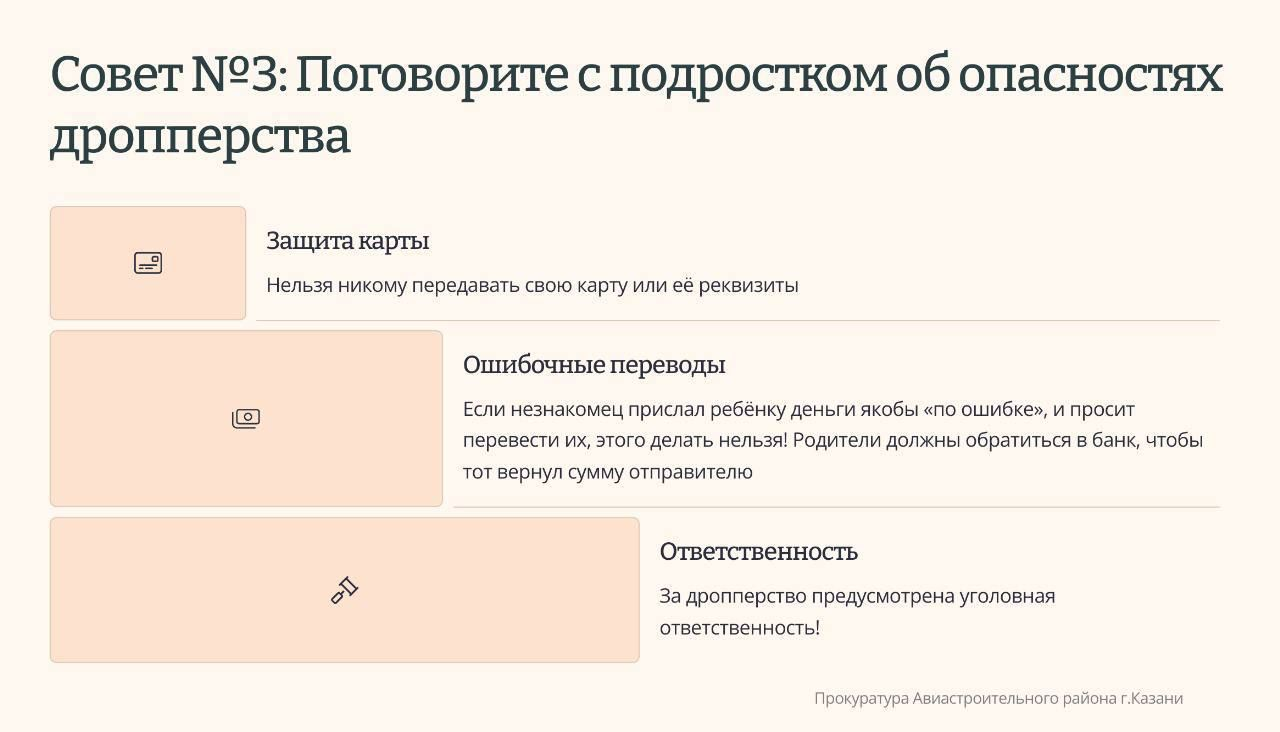 Совет №3: Поговорите с подростком об опасностях
дропперства
Защита карты
Нельзя никому передавать свою карту или её реквизиты
Ошибочные переводы
Если незнакомец прислал ребёнку деньги якобы «по ошибке», и просит
перевести их, этого делать нельзя! Родители должны обратиться в банк, чтобы
тот вернул сумму отправителю
Ответственность
За дропперство предусмотрена уголовная
ответственность!
Прокуратура Авиастроительного района г.Казани